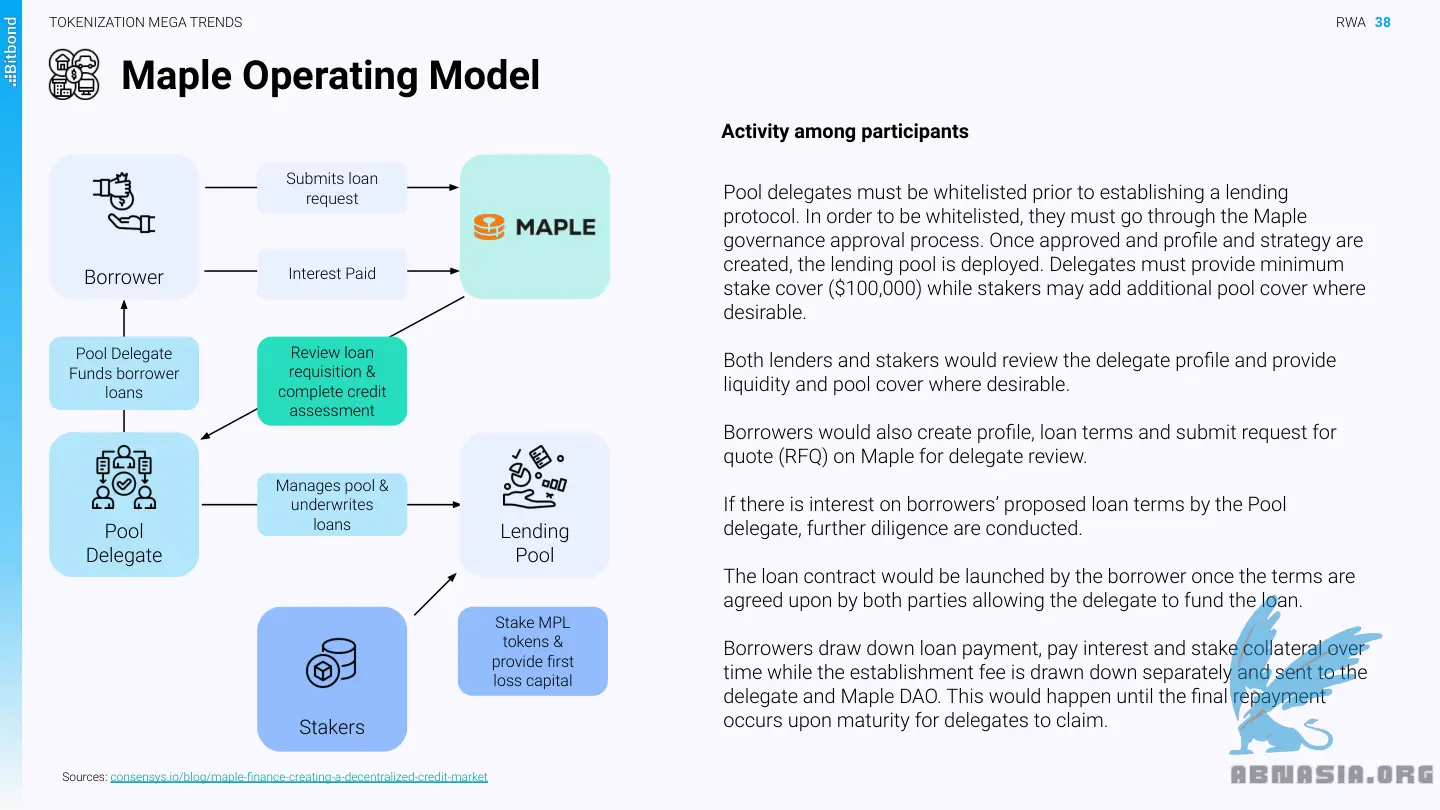 Bitbond
TOKENIZATION MEGA TRENDS
RWA 38
Maple Operating Model
Borrower
Submits loan
request
Interest Paid
MAPLE
Pool Delegate
Funds borrower
loans
Review loan
requisition &
complete credit
assessment
Pool
Delegate
Manages pool &
underwrites
loans
Lending
Pool
Stakers
Stake MPL
tokens &
provide first
loss capital
Sources: consensys.io/blog/maple-finance-creating-a-decentralized-credit-market
Activity among participants
Pool delegates must be whitelisted prior to establishing a lending
protocol. In order to be whitelisted, they must go through the Maple
governance approval process. Once approved and profile and strategy are
created, the lending pool is deployed. Delegates must provide minimum
stake cover ($100,000) while stakers may add additional pool cover where
desirable.
Both lenders and stakers would review the delegate profile and provide
liquidity and pool cover where desirable.
Borrowers would also create profile, loan terms and submit request for
quote (RFQ) on Maple for delegate review.
If there is interest on borrowers’ proposed loan terms by the Pool
delegate, further diligence are conducted.
The loan contract would be launched by the borrower once the terms are
agreed upon by both parties allowing the delegate to fund the loan.
Borrowers draw down loan payment, pay interest and stake collateral over
time while the establishment fee is drawn down separately and sent to the
delegate and Maple DAO. This would happen until the final repayment
occurs upon maturity for delegates to claim.
ABNASIA.ORG